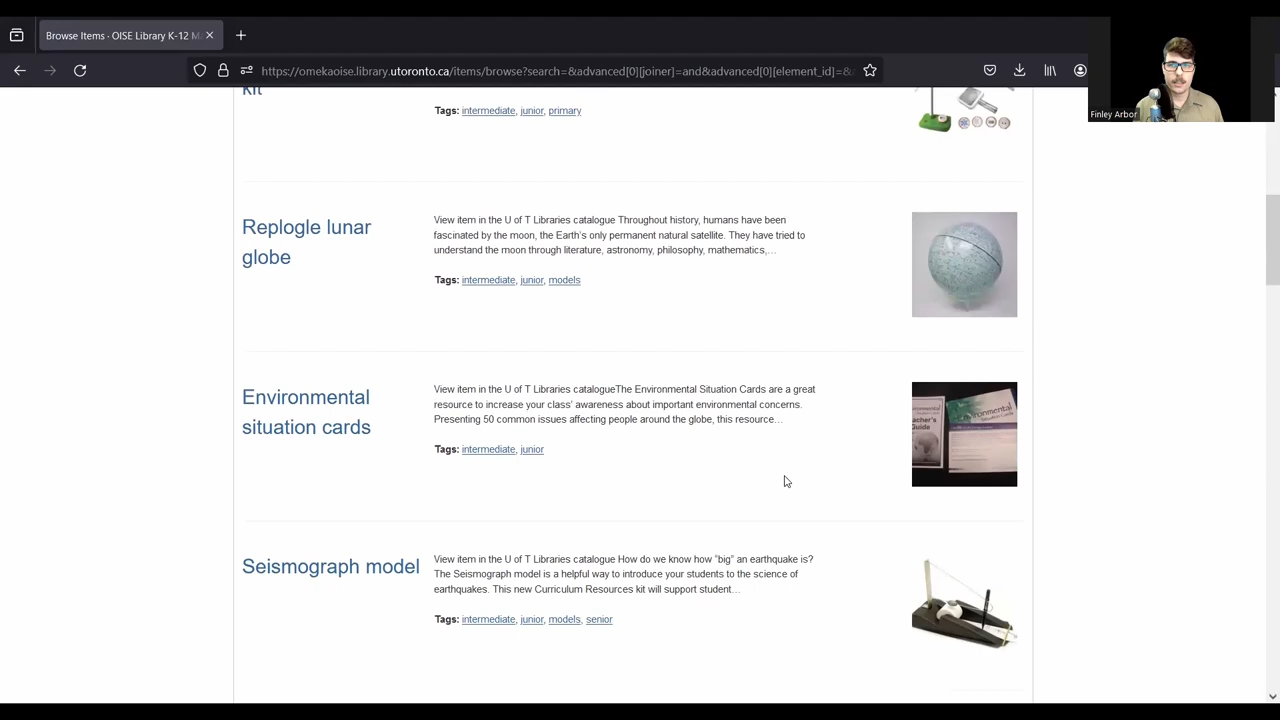 Browse Items · OISE Library K-12 M
https://omekaoise.library.utoronto.ca/items/browse?search=&advanced[0][joiner]=and&advanced[0][element_id]=&
Finley Arbor
kit
Tags: intermediate, junior, primary
Replogle lunar
globe
View item in the U of T Libraries catalogue Throughout history, humans have been
fascinated by the moon, the Earth's only permanent natural satellite. They have tried to
understand the moon through literature, astronomy, philosophy, mathematics,…
Tags: intermediate, junior, models
Environmental
situation cards
View item in the U of T Libraries catalogueThe Environmental Situation Cards are a great
resource to increase your class' awareness about important environmental concerns.
Presenting 50 common issues affecting people around the globe, this resource…
Tags: intermediate, junior
Environmental
Guide
Seismograph model
View item in the U of T Libraries catalogue How do we know how "big" an earthquake is?
The Seismograph model is a helpful way to introduce your students to the science of
earthquakes. This new Curriculum Resources kit will support student…
Tags: intermediate, junior, models, senior